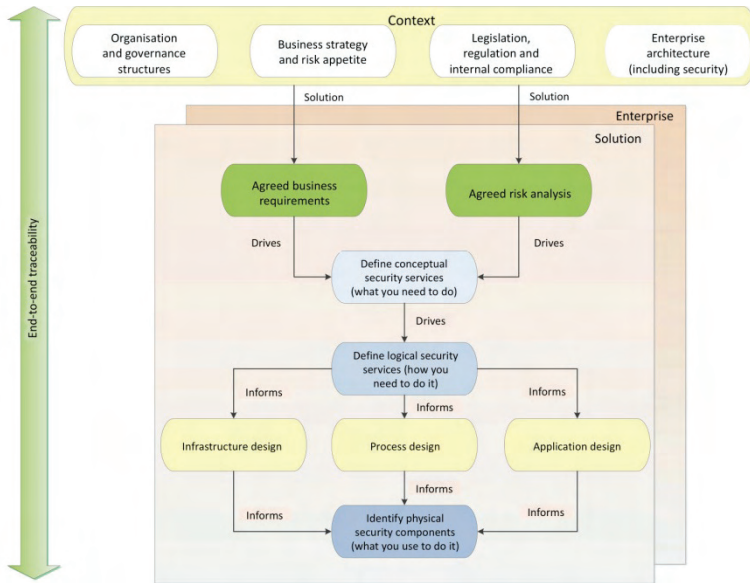 Context
Organisation
and governance
structures
Business strategy
and risk appetite
Legislation,
regulation and
internal compliance
Enterprise
architecture
(including security)
Solution
Solution
Enterprise
Solution
Agreed business
requirements
Agreed risk analysis
Drives
Drives
Define conceptual
security services
(what you need to do)
Drives
Define logical security
services (how you
need to do it)
Informs
Informs
Informs
Infrastructure design
Process design
Application design
Informs
Informs
Informs
Identify physical
security components
(what you use to do it)
End-to-end traceability